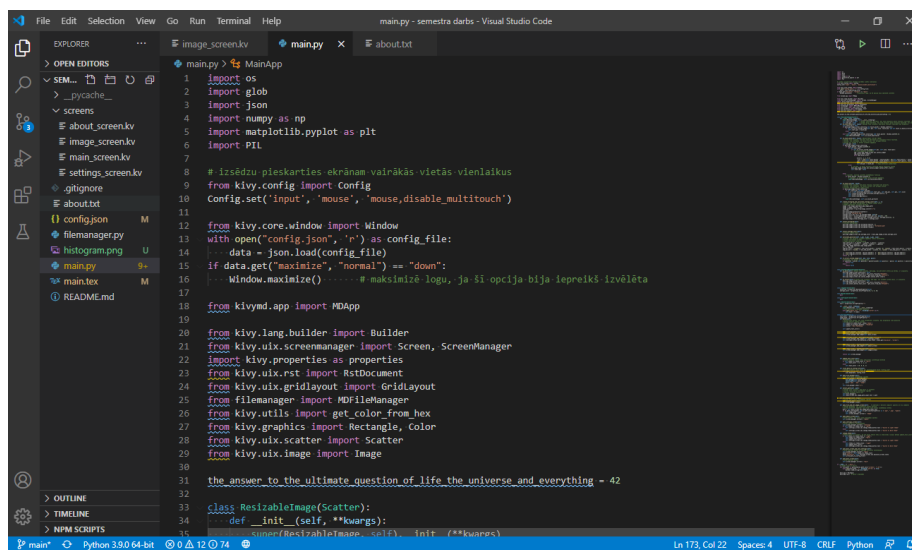 File Edit Selection View Go Run Terminal Help main.py - semestra darbs - Visual Studio Code
EXPLORER
image_screen.kv main.py about.txt
OPEN EDITORS
main.py > MainApp
SEM...
__pycache__
screens
about_screen.kv
image_screen.kv
main_screen.kv
settings_screen.kv
.gitignore
about.txt
config.json M
filemanager.py
histogram.png U
main.py 9+
main.tex M
README.md
OUTLINE
TIMELINE
NPM SCRIPTS
3
1 import os
2 import glob
3 import json
4 import numpy as np
5 import matplotlib.pyplot as plt
6 import PIL
7
8 # izsēdzu pieskarties ekrānam vairākās vietās vienlaikus
9 from kivy.config import Config
10 Config.set('input', 'mouse', 'mouse,disable_multitouch')
11
12 from kivy.core.window import Window
13 with open("config.json", 'r') as config_file:
14 data = json.load(config_file)
15 if data.get("maximize", "normal") == "down":
16 Window.maximize() # maksimizē logu, ja šī opcija bija iepreikš izvēlēta
17
18 from kivymd.app import MDApp
19
20 from kivy.lang.builder import Builder
21 from kivy.uix.screenmanager import Screen, ScreenManager
22 import kivy.properties as properties
23 from kivy.uix.rst import RstDocument
24 from kivy.uix.gridlayout import GridLayout
25 from filemanager import MDFileManager
26 from kivy.utils import get_color_from_hex
27 from kivy.graphics import Rectangle, Color
28 from kivy.uix.scatter import Scatter
29 from kivy.uix.image import Image
30
31 the_answer_to_the_ultimate_question_of_life_the_universe_and_everything = 42
32
33 class ResizableImage(Scatter):
34 def __init__(self, **kwargs):
35 super(ResizableImage, self).__init__(**kwargs)
main* Python 3.9.0 64-bit 0 12 74 Ln 173, Col 22 Spaces: 4 UTF-8 CRLF Python